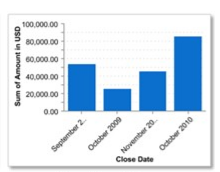 Sum of Amount in USD
100,000.00
80,000.00
60,000.00
40,000.00
20,000.00
0.00
September 2..
October 2009
November 20..
October 2010
Close Date